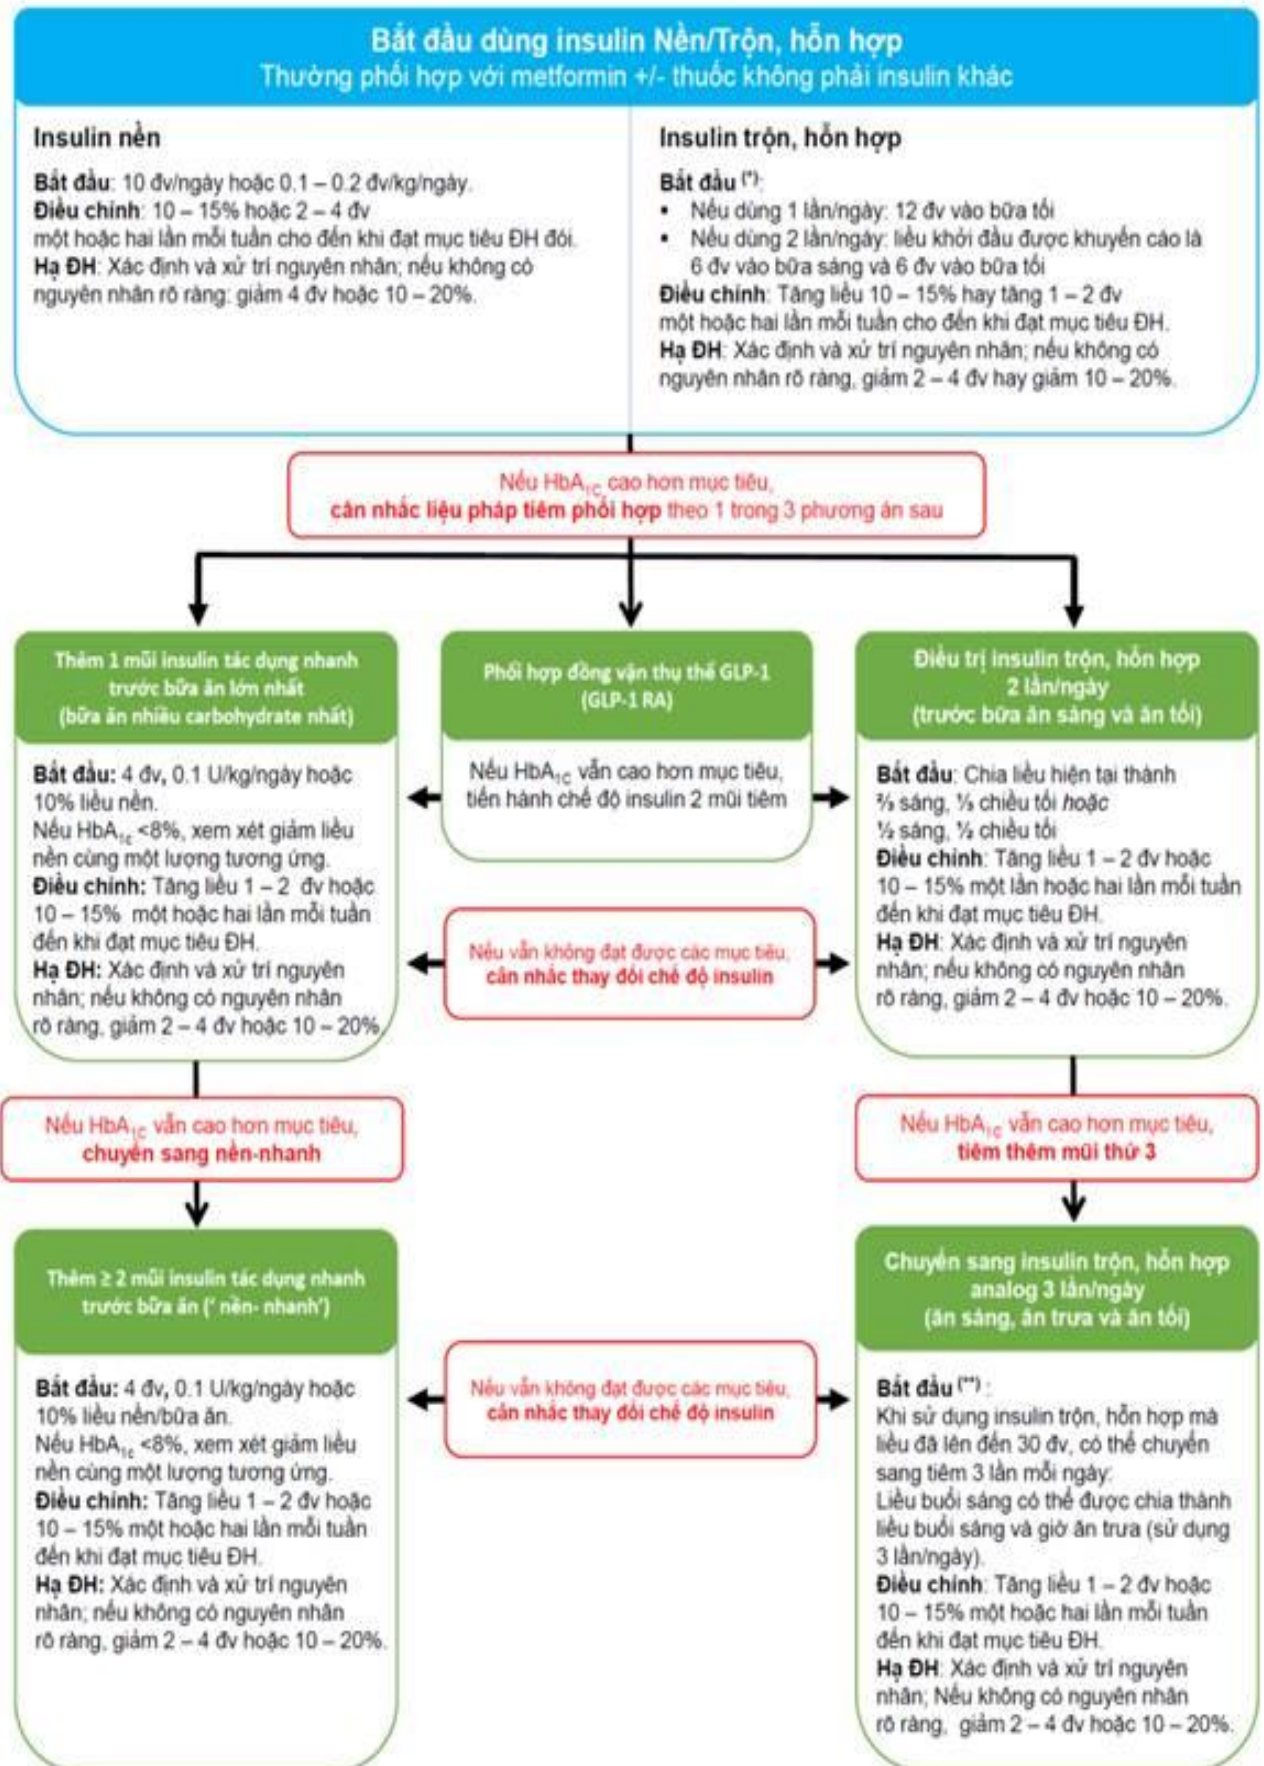 Bắt đầu dùng insulin Nền/Trộn, hỗn hợp
Thường phối hợp với metformin +/- thuốc không phải insulin khác
Insulin nền
Bắt đầu: 10 đv/ngày hoặc 0.1 – 0.2 đv/kg/ngày.
Điều chỉnh: 10 – 15% hoặc 2 – 4 đv
một hoặc hai lần mỗi tuần cho đến khi đạt mục tiêu ĐH đói.
Hạ ĐH: Xác định và xử trí nguyên nhân; nếu không có
nguyên nhân rõ ràng: giảm 4 đv hoặc 10 – 20%.
Insulin trộn, hỗn hợp
Bắt đầu (*):
• Nếu dùng 1 lần/ngày: 12 đv vào bữa tối
• Nếu dùng 2 lần/ngày: liều khởi đầu được khuyến cáo là
6 đv vào bữa sáng và 6 đv vào bữa tối
Điều chỉnh: Tăng liều 10 – 15% hay tăng 1 – 2 đv
một hoặc hai lần mỗi tuần cho đến khi đạt mục tiêu ĐH.
Hạ ĐH: Xác định và xử trí nguyên nhân; nếu không có
nguyên nhân rõ ràng, giảm 2 – 4 đv hay giảm 10 – 20%.
Nếu HbA1C cao hơn mục tiêu,
cân nhắc liệu pháp tiêm phối hợp theo 1 trong 3 phương án sau
Thêm 1 mũi insulin tác dụng nhanh
trước bữa ăn lớn nhất
(bữa ăn nhiều carbohydrate nhất)
Bắt đầu: 4 đv, 0.1 U/kg/ngày hoặc
10% liều nền.
Nếu HbA1c <8%, xem xét giảm liều
nền cùng một lượng tương ứng.
Điều chỉnh: Tăng liều 1 – 2 đv hoặc
10 – 15% một hoặc hai lần mỗi tuần
đến khi đạt mục tiêu ĐH.
Hạ ĐH: Xác định và xử trí nguyên
nhân; nếu không có nguyên nhân
rõ ràng, giảm 2 – 4 đv hoặc 10 – 20%.
Phối hợp đồng vận thụ thể GLP-1
(GLP-1 RA)
Nếu HbA1C vẫn cao hơn mục tiêu,
tiến hành chế độ insulin 2 mũi tiêm
Điều trị insulin trộn, hỗn hợp
2 lần/ngày
(trước bữa ăn sáng và ăn tối)
Bắt đầu: Chia liều hiện tại thành
⅔ sáng, ⅓ chiều tối hoặc
½ sáng, ½ chiều tối
Điều chỉnh: Tăng liều 1 – 2 đv hoặc
10 – 15% một lần hoặc hai lần mỗi tuần
đến khi đạt mục tiêu ĐH.
Hạ ĐH: Xác định và xử trí nguyên
nhân; nếu không có nguyên nhân
rõ ràng, giảm 2 – 4 đv hoặc 10 – 20%.
Nếu vẫn không đạt được các mục tiêu,
cân nhắc thay đổi chế độ insulin
Nếu HbA1C vẫn cao hơn mục tiêu,
chuyển sang nền-nhanh
Nếu HbA1C vẫn cao hơn mục tiêu,
tiêm thêm mũi thứ 3
Thêm ≥ 2 mũi insulin tác dụng nhanh
trước bữa ăn (' nền- nhanh')
Bắt đầu: 4 đv, 0.1 U/kg/ngày hoặc
10% liều nền/bữa ăn.
Nếu HbA1c <8%, xem xét giảm liều
nền cùng một lượng tương ứng.
Điều chỉnh: Tăng liều 1 – 2 đv hoặc
10 – 15% một hoặc hai lần mỗi tuần
đến khi đạt mục tiêu ĐH.
Hạ ĐH: Xác định và xử trí nguyên
nhân; nếu không có nguyên nhân
rõ ràng, giảm 2 – 4 đv hoặc 10 – 20%.
Nếu vẫn không đạt được các mục tiêu,
cân nhắc thay đổi chế độ insulin
Chuyển sang insulin trộn, hỗn hợp
analog 3 lần/ngày
(ăn sáng, ăn trưa và ăn tối)
Bắt đầu (**) :
Khi sử dụng insulin trộn, hỗn hợp mà
liều đã lên đến 30 đv, có thể chuyển
sang tiêm 3 lần mỗi ngày:
Liều buổi sáng có thể được chia thành
liều buổi sáng và giờ ăn trưa (sử dụng
3 lần/ngày).
Điều chỉnh: Tăng liều 1 – 2 đv hoặc
10 – 15% một hoặc hai lần mỗi tuần
đến khi đạt mục tiêu ĐH.
Hạ ĐH: Xác định và xử trí nguyên
nhân; Nếu không có nguyên nhân
rõ ràng, giảm 2 – 4 đv hoặc 10 – 20%.